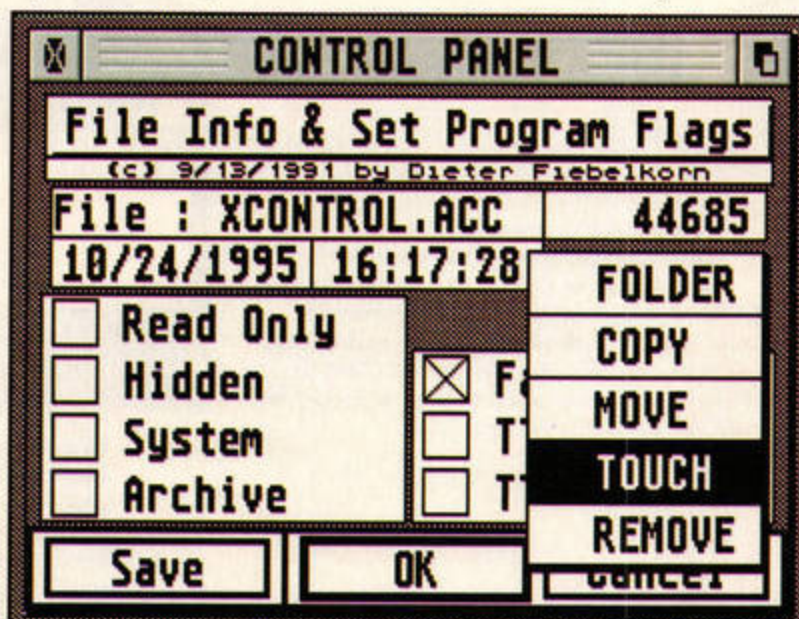 CONTROL PANEL
File Info & Set Program Flags
(c) 9/13/1991 by Dieter Fiebelkorn
File : XCONTROL.ACC 44685
10/24/1995 16:17:28
FOLDER
COPY
MOVE
TOUCH
REMOVE
Read Only
Hidden
System
Archive
Save OK Cancel